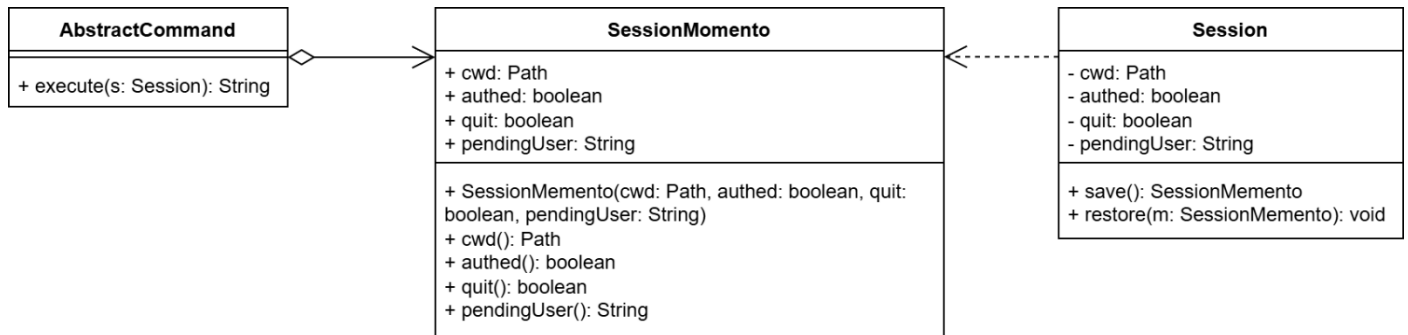 AbstractCommand
+ execute(s: Session): String
SessionMomento
+ cwd: Path
+ authed: boolean
+ quit: boolean
+ pendingUser: String
+ SessionMemento(cwd: Path, authed: boolean, quit:
boolean, pendingUser: String)
+ cwd(): Path
+ authed(): boolean
+ quit(): boolean
+ pendingUser(): String
Session
- cwd: Path
- authed: boolean
- quit: boolean
- pendingUser: String
+ save(): SessionMemento
+ restore(m: SessionMemento): void